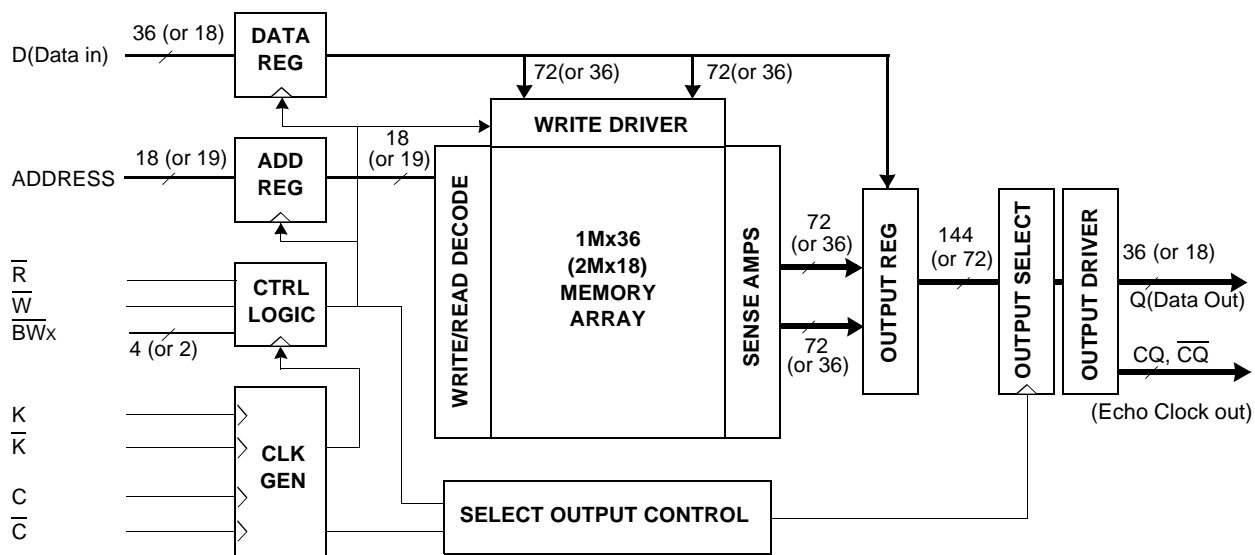 D(Data in)
36 (or 18)
DATA
REG
72(or 36)
72(or 36)
WRITE DRIVER
ADDRESS
18 (or 19)
ADD
REG
18
(or 19)
WRITE/READ DECODE
1Mx36
(2Mx18)
MEMORY
ARRAY
SENSE AMPS
72
(or 36)
72
(or 36)
OUTPUT REG
144
(or 72)
OUTPUT SELECT
OUTPUT DRIVER
36 (or 18)
Q(Data Out)
CQ, C̅Q̅
(Echo Clock out)
R̅
W̅
B̅W̅x
4 (or 2)
CTRL
LOGIC
K
K̅
C
C̅
CLK
GEN
SELECT OUTPUT CONTROL